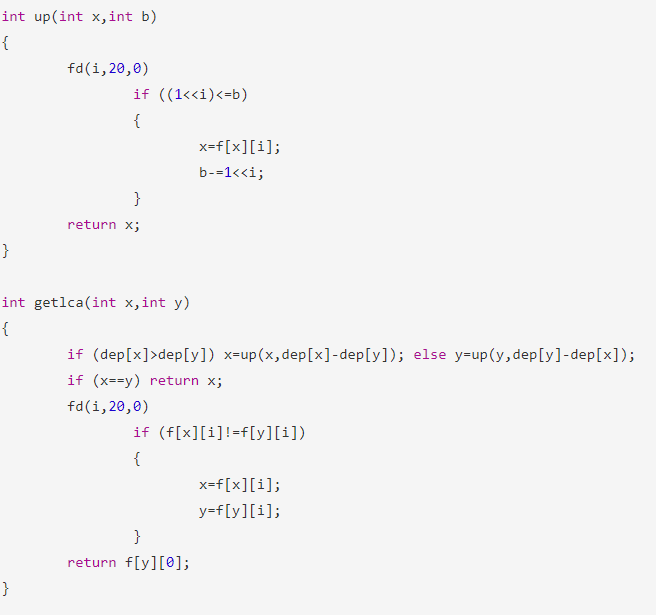 int up(int x,int b)
{
fd(i,20,0)
if ((1<<i)<=b)
{
x=f[x][i];
b-=1<<i;
}
return x;
}
int getlca(int x,int y)
{
if (dep[x]>dep[y]) x=up(x,dep[x]-dep[y]); else y=up(y,dep[y]-dep[x]);
if (x==y) return x;
fd(i,20,0)
if (f[x][i]!=f[y][i])
{
x=f[x][i];
y=f[y][i];
}
return f[y][0];
}